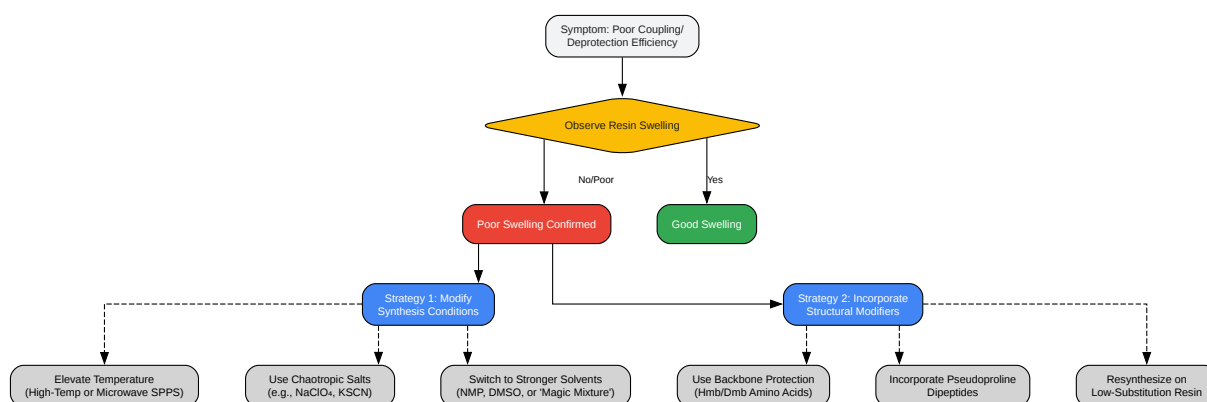 Symptom: Poor Coupling/
Deprotection Efficiency
Observe Resin Swelling
No/Poor
Yes
Poor Swelling Confirmed
Good Swelling
Strategy 1: Modify
Synthesis Conditions
Strategy 2: Incorporate
Structural Modifiers
Elevate Temperature
(High-Temp or Microwave SPPS)
Use Chaotropic Salts
(e.g., NaClO₄, KSCN)
Switch to Stronger Solvents
(NMP, DMSO, or 'Magic Mixture')
Use Backbone Protection
(Hmb/Dmb Amino Acids)
Incorporate Pseudoproline
Dipeptides
Resynthesize on
Low-Substitution Resin